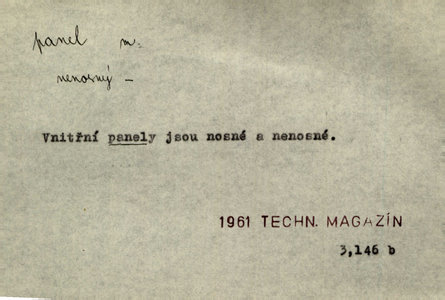 panel m.
nenosný –
Vnitřní panely jsou nosné a nenosné.
1961 TECHN. MAGAZÍN
3,146 b